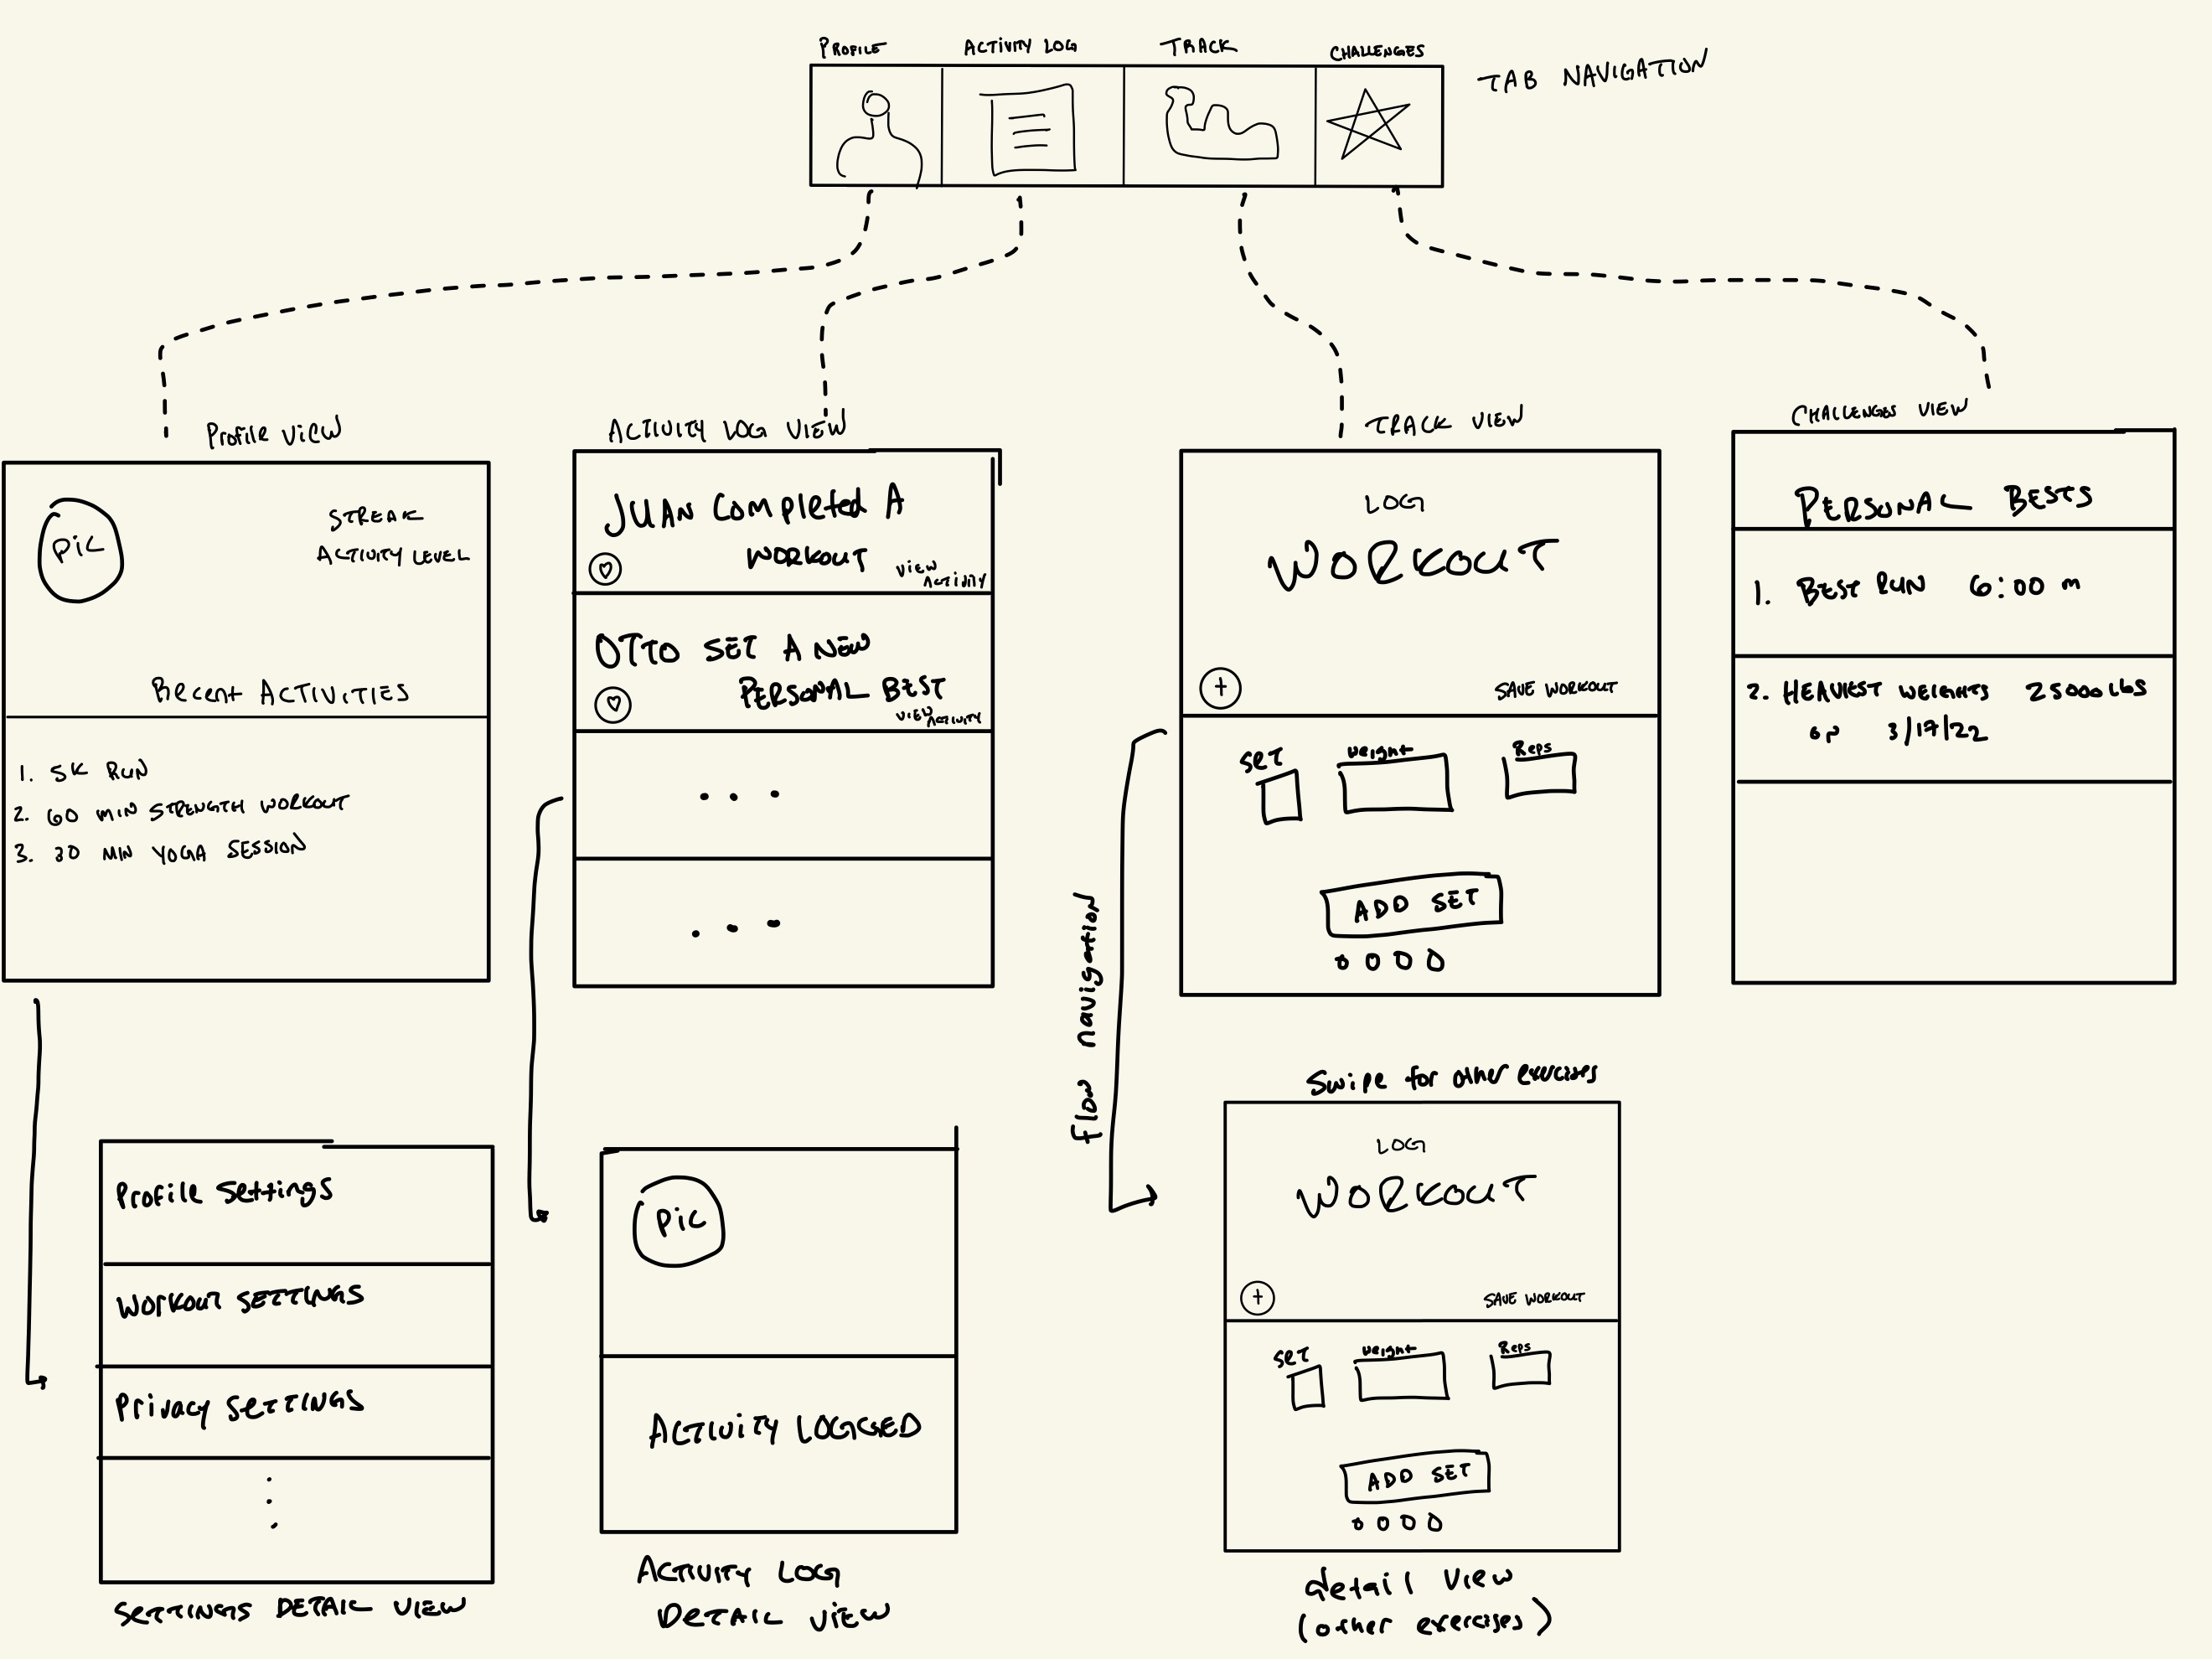 PROFILE
ACTIVITY LOG
TRACK
CHALLENGES
TAB NAVIGATION
Profile View
PiC
STREAK
ACTIVITY LEVEL
Recent ACTIVITIES
1. 5K RUN
2. 60 MIN STRENGTH WORKOUT
3. 30 MIN YOGA SESSION
ACTIVITY LOG VIEW
JUAN Completed A
WORKOUT
VIEW
ACTIVITY
OTTO SET A NEW
PERSONAL BEST
VIEW
ACTIVITY
. . .
. . .
TRACK VIEW
LOG
WORKOUT
+
SAVE WORKOUT
SET
Weight
Reps
ADD SET
CHALLENGES VIEW
PERSONAL BESTS
1. BEST RUN 6:00 m
2. HEAVIEST WEIGHTS 25000 LBS
on 3/17/22
flow navigation
Profile Settings
Workout SETTINGS
Privacy SETTINGS
SETTINGS DETAIL VIEW
PiC
ACTIVITY LOGGED
ACTIVITY LOG
DETAIL VIEW
Swipe for other exercises
LOG
WORKOUT
+
SAVE WORKOUT
SET
Weight
Reps
ADD SET
detail view
(other exercises)